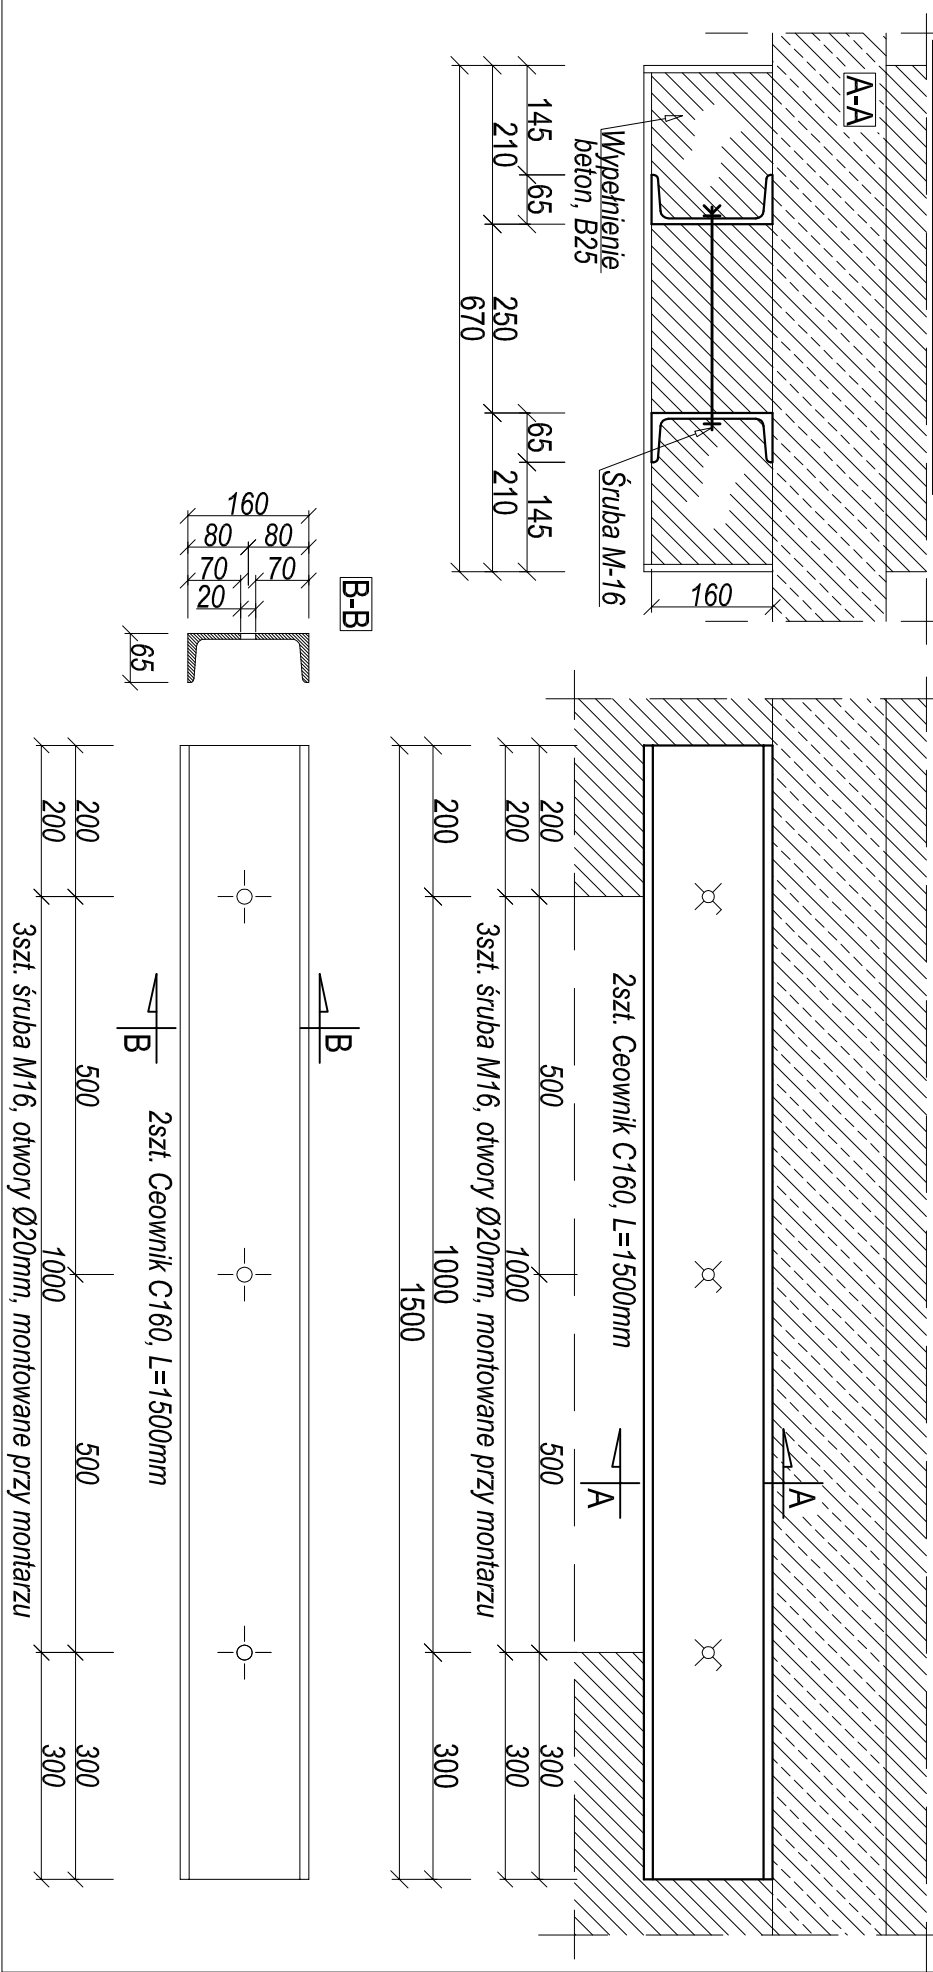 A-A
Wypełnienie
beton, B25
Śruba M-16
160
145
65
65
145
210
250
210
670
2szt. Ceownik C160, L=1500mm
A
A
200
500
500
300
200
1000
300
3szt. śruba M16, otwory Ø20mm, montowane przy montarzu
200
1000
300
1500
B-B
160
80
80
70
70
20
65
B
B
2szt. Ceownik C160, L=1500mm
200
500
500
300
200
1000
300
3szt. śruba M16, otwory Ø20mm, montowane przy montarzu